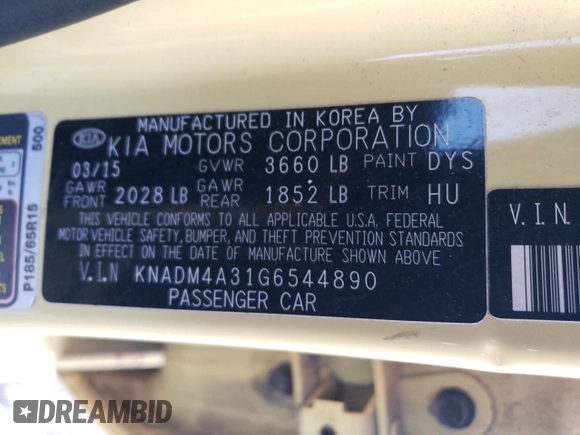 MANUFACTURED IN KOREA BY
KIA KIA MOTORS CORPORATION
03/15 GVWR 3660 LB PAINT DYS
GAWR FRONT 2028 LB GAWR REAR 1852 LB TRIM HU
THIS VEHICLE CONFORMS TO ALL APPLICABLE U.S.A. FEDERAL
MOTOR VEHICLE SAFETY, BUMPER, AND THEFT PREVENTION STANDARDS
IN EFFECT ON THE DATE OF MANUFACTURE SHOWN ABOVE.
V.I.N KNADM4A31G6544890
PASSENGER CAR
P185/65R15
500
V.I.N.
DREAMBID